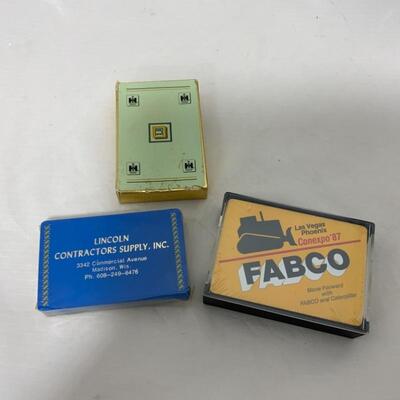 LINCOLN
CONTRACTORS SUPPLY, INC.
3342 Commercial Avenue
Madison, Wis
Ph. 608-249-6476
Las Vegas
Phoenix
Conexpo '87
FABCO
Move Forward
with
FABCO and Caterpillar